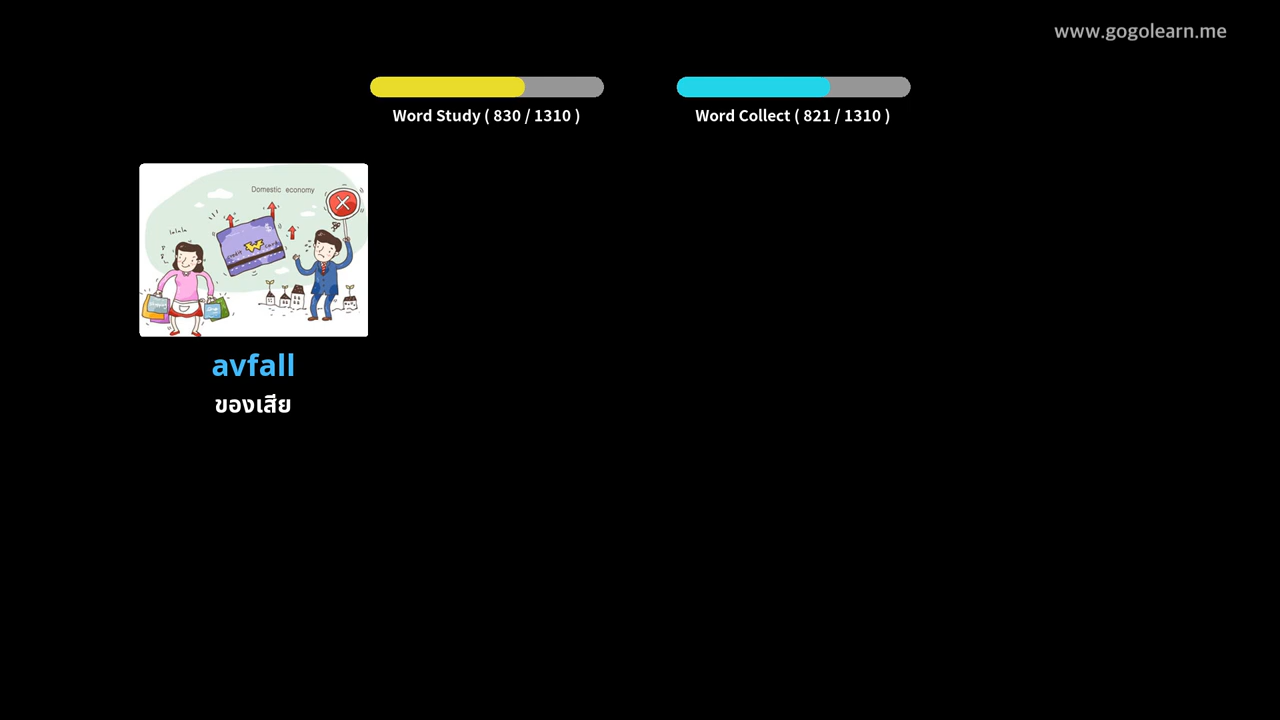 www.gogolearn.me
Word Study ( 830 / 1310 )
Word Collect ( 821 / 1310 )
Domestic economy
lalala
avfall
ของเสีย